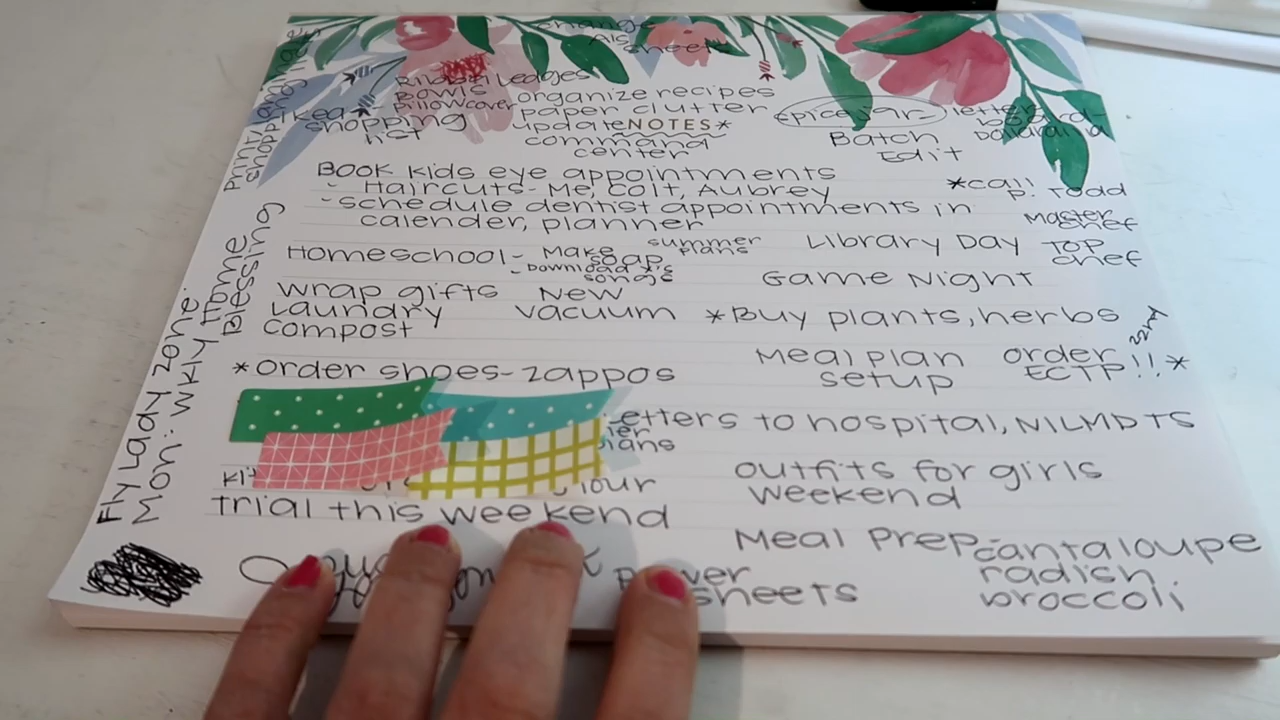 change
sheets
Ribbon Ledges
bowls
pillowcover
organize recipes
paper clutter
update NOTES*
command
center
Ikea
shopping
list
epice jar-
Batch
Edit
Book kids eye appointments
- Haircuts- Me, Colt, Aubrey
- schedule dentist appointments in
calender, planner
*call
P. Todd
Master
chef
Top
chef
Homeschool- Make
soap
summer
plans
- Download
songs
Library Day
Game Night
wrap gifts
Laundry
compost
New
vacuum
*Buy plants, herbs
*order shoes-zappos
Meal plan
setup
order
ECTP!!*
22nd
Letters to hospital, NILMDTS
outfits for girls
weekend
trial this weekend
Meal Prep-
cantaloupe
radish
broccoli
sheets
Fly Lady zone:
Mon: Wkly Home
Blessing